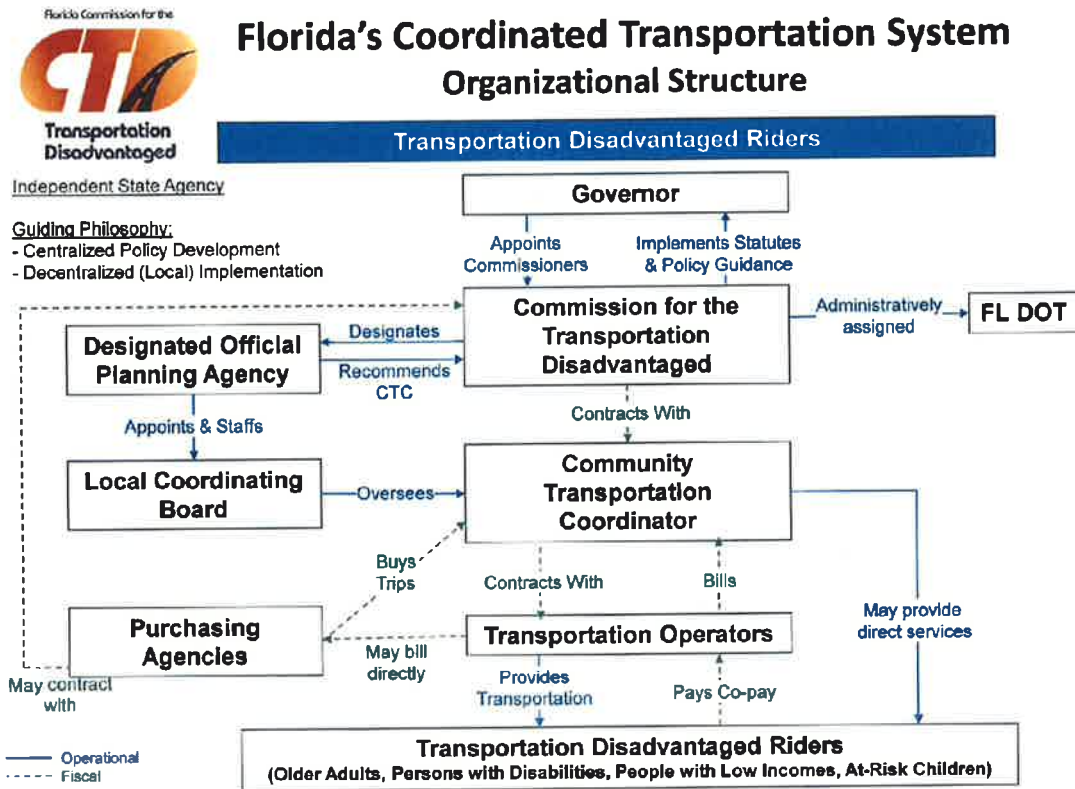 Florida Commission for the
CTD
Transportation
Disadvantaged
Florida's Coordinated Transportation System
Organizational Structure
Transportation Disadvantaged Riders
Independent State Agency
Guiding Philosophy:
- Centralized Policy Development
- Decentralized (Local) Implementation
Governor
Appoints
Commissioners
Implements Statutes
& Policy Guidance
Commission for the
Transportation
Disadvantaged
Administratively
assigned
FL DOT
Designated Official
Planning Agency
Designates
Recommends
CTC
Appoints & Staffs
Contracts With
Local Coordinating
Board
Oversees
Community
Transportation
Coordinator
Buys
Trips
Contracts With
Bills
May provide
direct services
Purchasing
Agencies
May bill
directly
Transportation Operators
May contract
with
Provides
Transportation
Pays Co-pay
Operational
Fiscal
Transportation Disadvantaged Riders
(Older Adults, Persons with Disabilities, People with Low Incomes, At-Risk Children)